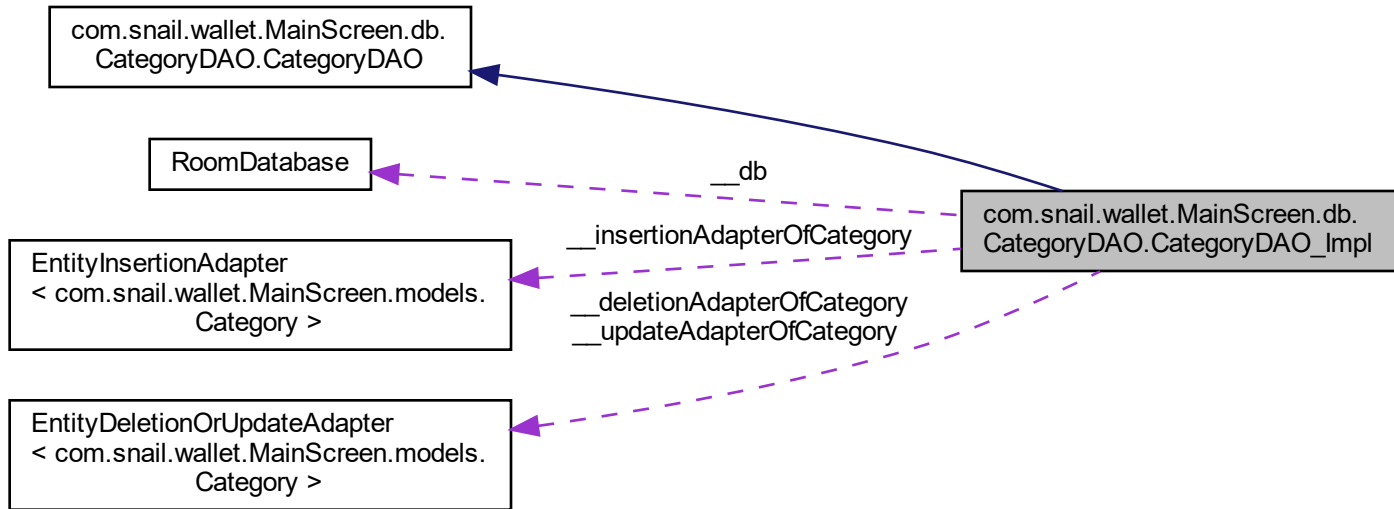 com.snail.wallet.MainScreen.db.
CategoryDAO.CategoryDAO
RoomDatabase
__db
com.snail.wallet.MainScreen.db.
CategoryDAO.CategoryDAO_Impl
__insertionAdapterOfCategory
EntityInsertionAdapter
< com.snail.wallet.MainScreen.models.
Category >
__deletionAdapterOfCategory
__updateAdapterOfCategory
EntityDeletionOrUpdateAdapter
< com.snail.wallet.MainScreen.models.
Category >